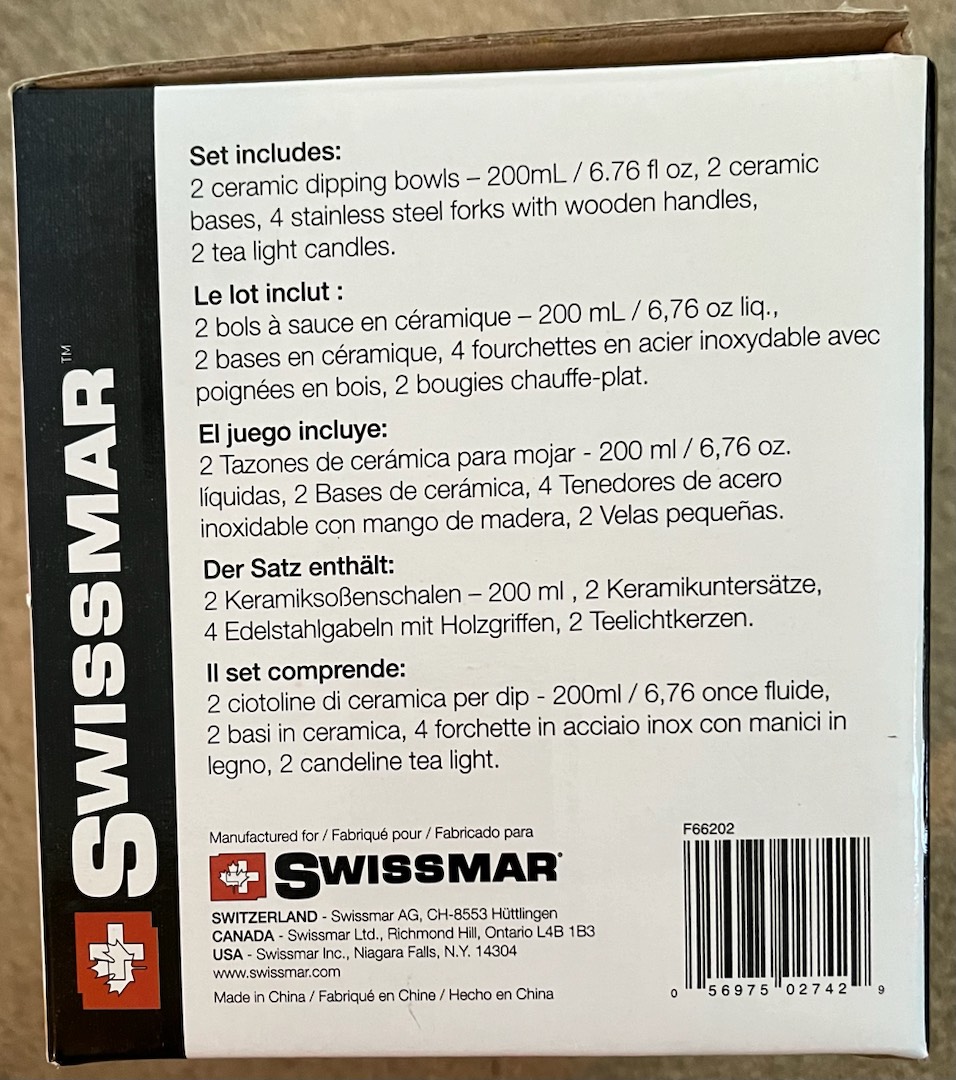 SWISSMAR™
Set includes:
2 ceramic dipping bowls – 200mL / 6.76 fl oz, 2 ceramic
bases, 4 stainless steel forks with wooden handles,
2 tea light candles.
Le lot inclut :
2 bols à sauce en céramique – 200 mL / 6,76 oz liq.,
2 bases en céramique, 4 fourchettes en acier inoxydable avec
poignées en bois, 2 bougies chauffe-plat.
El juego incluye:
2 Tazones de cerámica para mojar - 200 ml / 6,76 oz.
líquidas, 2 Bases de cerámica, 4 Tenedores de acero
inoxidable con mango de madera, 2 Velas pequeñas.
Der Satz enthält:
2 Keramiksoßenschalen – 200 ml , 2 Keramikuntersätze,
4 Edelstahlgabeln mit Holzgriffen, 2 Teelichtkerzen.
Il set comprende:
2 ciotoline di ceramica per dip - 200ml / 6,76 once fluide,
2 basi in ceramica, 4 forchette in acciaio inox con manici in
legno, 2 candeline tea light.
Manufactured for / Fabriqué pour / Fabricado para
SWISSMAR®
SWITZERLAND - Swissmar AG, CH-8553 Hüttlingen
CANADA - Swissmar Ltd., Richmond Hill, Ontario L4B 1B3
USA - Swissmar Inc., Niagara Falls, N.Y. 14304
www.swissmar.com
Made in China / Fabriqué en Chine / Hecho en China
F66202
0 56975 02742 9